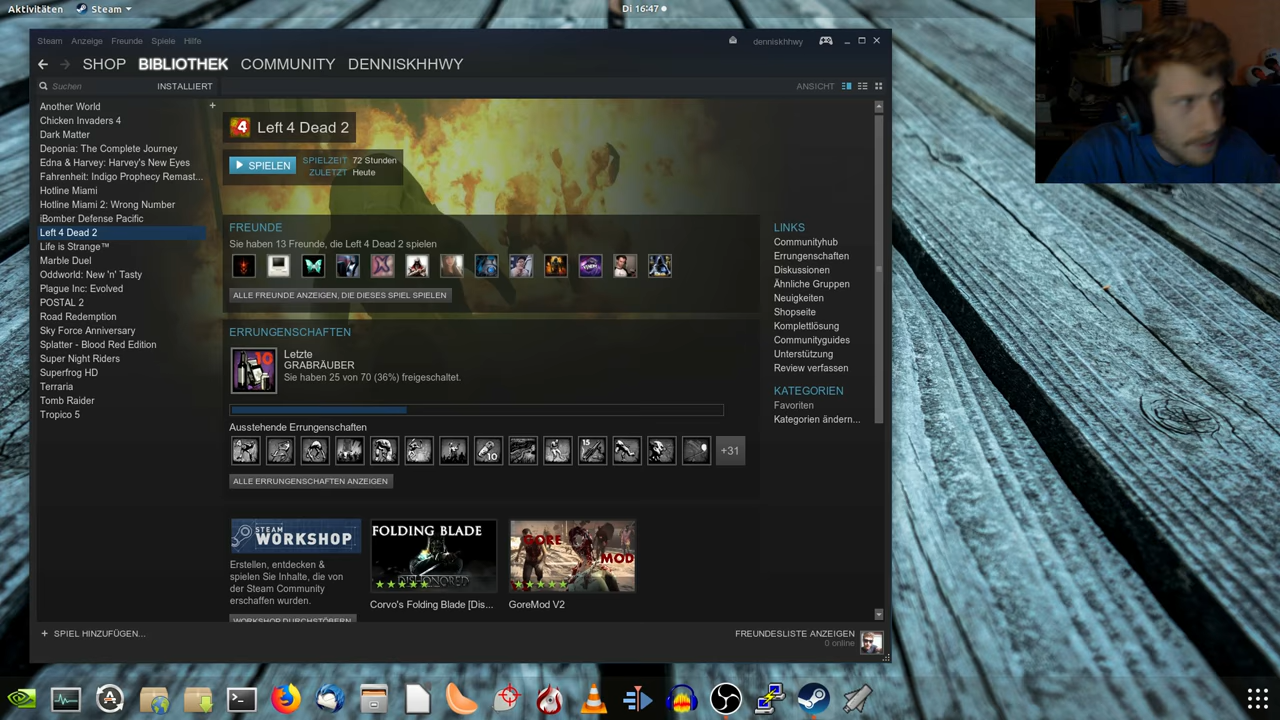 Aktivitäten
Steam
Di 16:47
Steam Anzeige Freunde Spiele Hilfe
denniskhhwy
SHOP BIBLIOTHEK COMMUNITY DENNISKHHWY
Suchen
INSTALLIERT
ANSICHT
Another World
Chicken Invaders 4
Dark Matter
Deponia: The Complete Journey
Edna & Harvey: Harvey's New Eyes
Fahrenheit: Indigo Prophecy Remast...
Hotline Miami
Hotline Miami 2: Wrong Number
iBomber Defense Pacific
Left 4 Dead 2
Life is Strange™
Marble Duel
Oddworld: New 'n' Tasty
Plague Inc: Evolved
POSTAL 2
Road Redemption
Sky Force Anniversary
Splatter - Blood Red Edition
Super Night Riders
Superfrog HD
Terraria
Tomb Raider
Tropico 5
+
4
Left 4 Dead 2
SPIELEN
SPIELZEIT 72 Stunden
ZULETZT Heute
FREUNDE
Sie haben 13 Freunde, die Left 4 Dead 2 spielen
ALLE FREUNDE ANZEIGEN, DIE DIESES SPIEL SPIELEN
ERRUNGENSCHAFTEN
10
Letzte
GRABRÄUBER
Sie haben 25 von 70 (36%) freigeschaltet.
Ausstehende Errungenschaften
10
15
+31
ALLE ERRUNGENSCHAFTEN ANZEIGEN
STEAM
WORKSHOP
Erstellen, entdecken &
spielen Sie Inhalte, die von
der Steam Community
erschaffen wurden.
WORKSHOP DURCHSTÖBERN
FOLDING BLADE
DISHONORED
Corvo's Folding Blade [Dis...
GORE
MOD
GoreMod V2
LINKS
Communityhub
Errungenschaften
Diskussionen
Ähnliche Gruppen
Neuigkeiten
Shopseite
Komplettlösung
Communityguides
Unterstützung
Review verfassen
KATEGORIEN
Favoriten
Kategorien ändern...
+ SPIEL HINZUFÜGEN...
FREUNDESLISTE ANZEIGEN
0 online